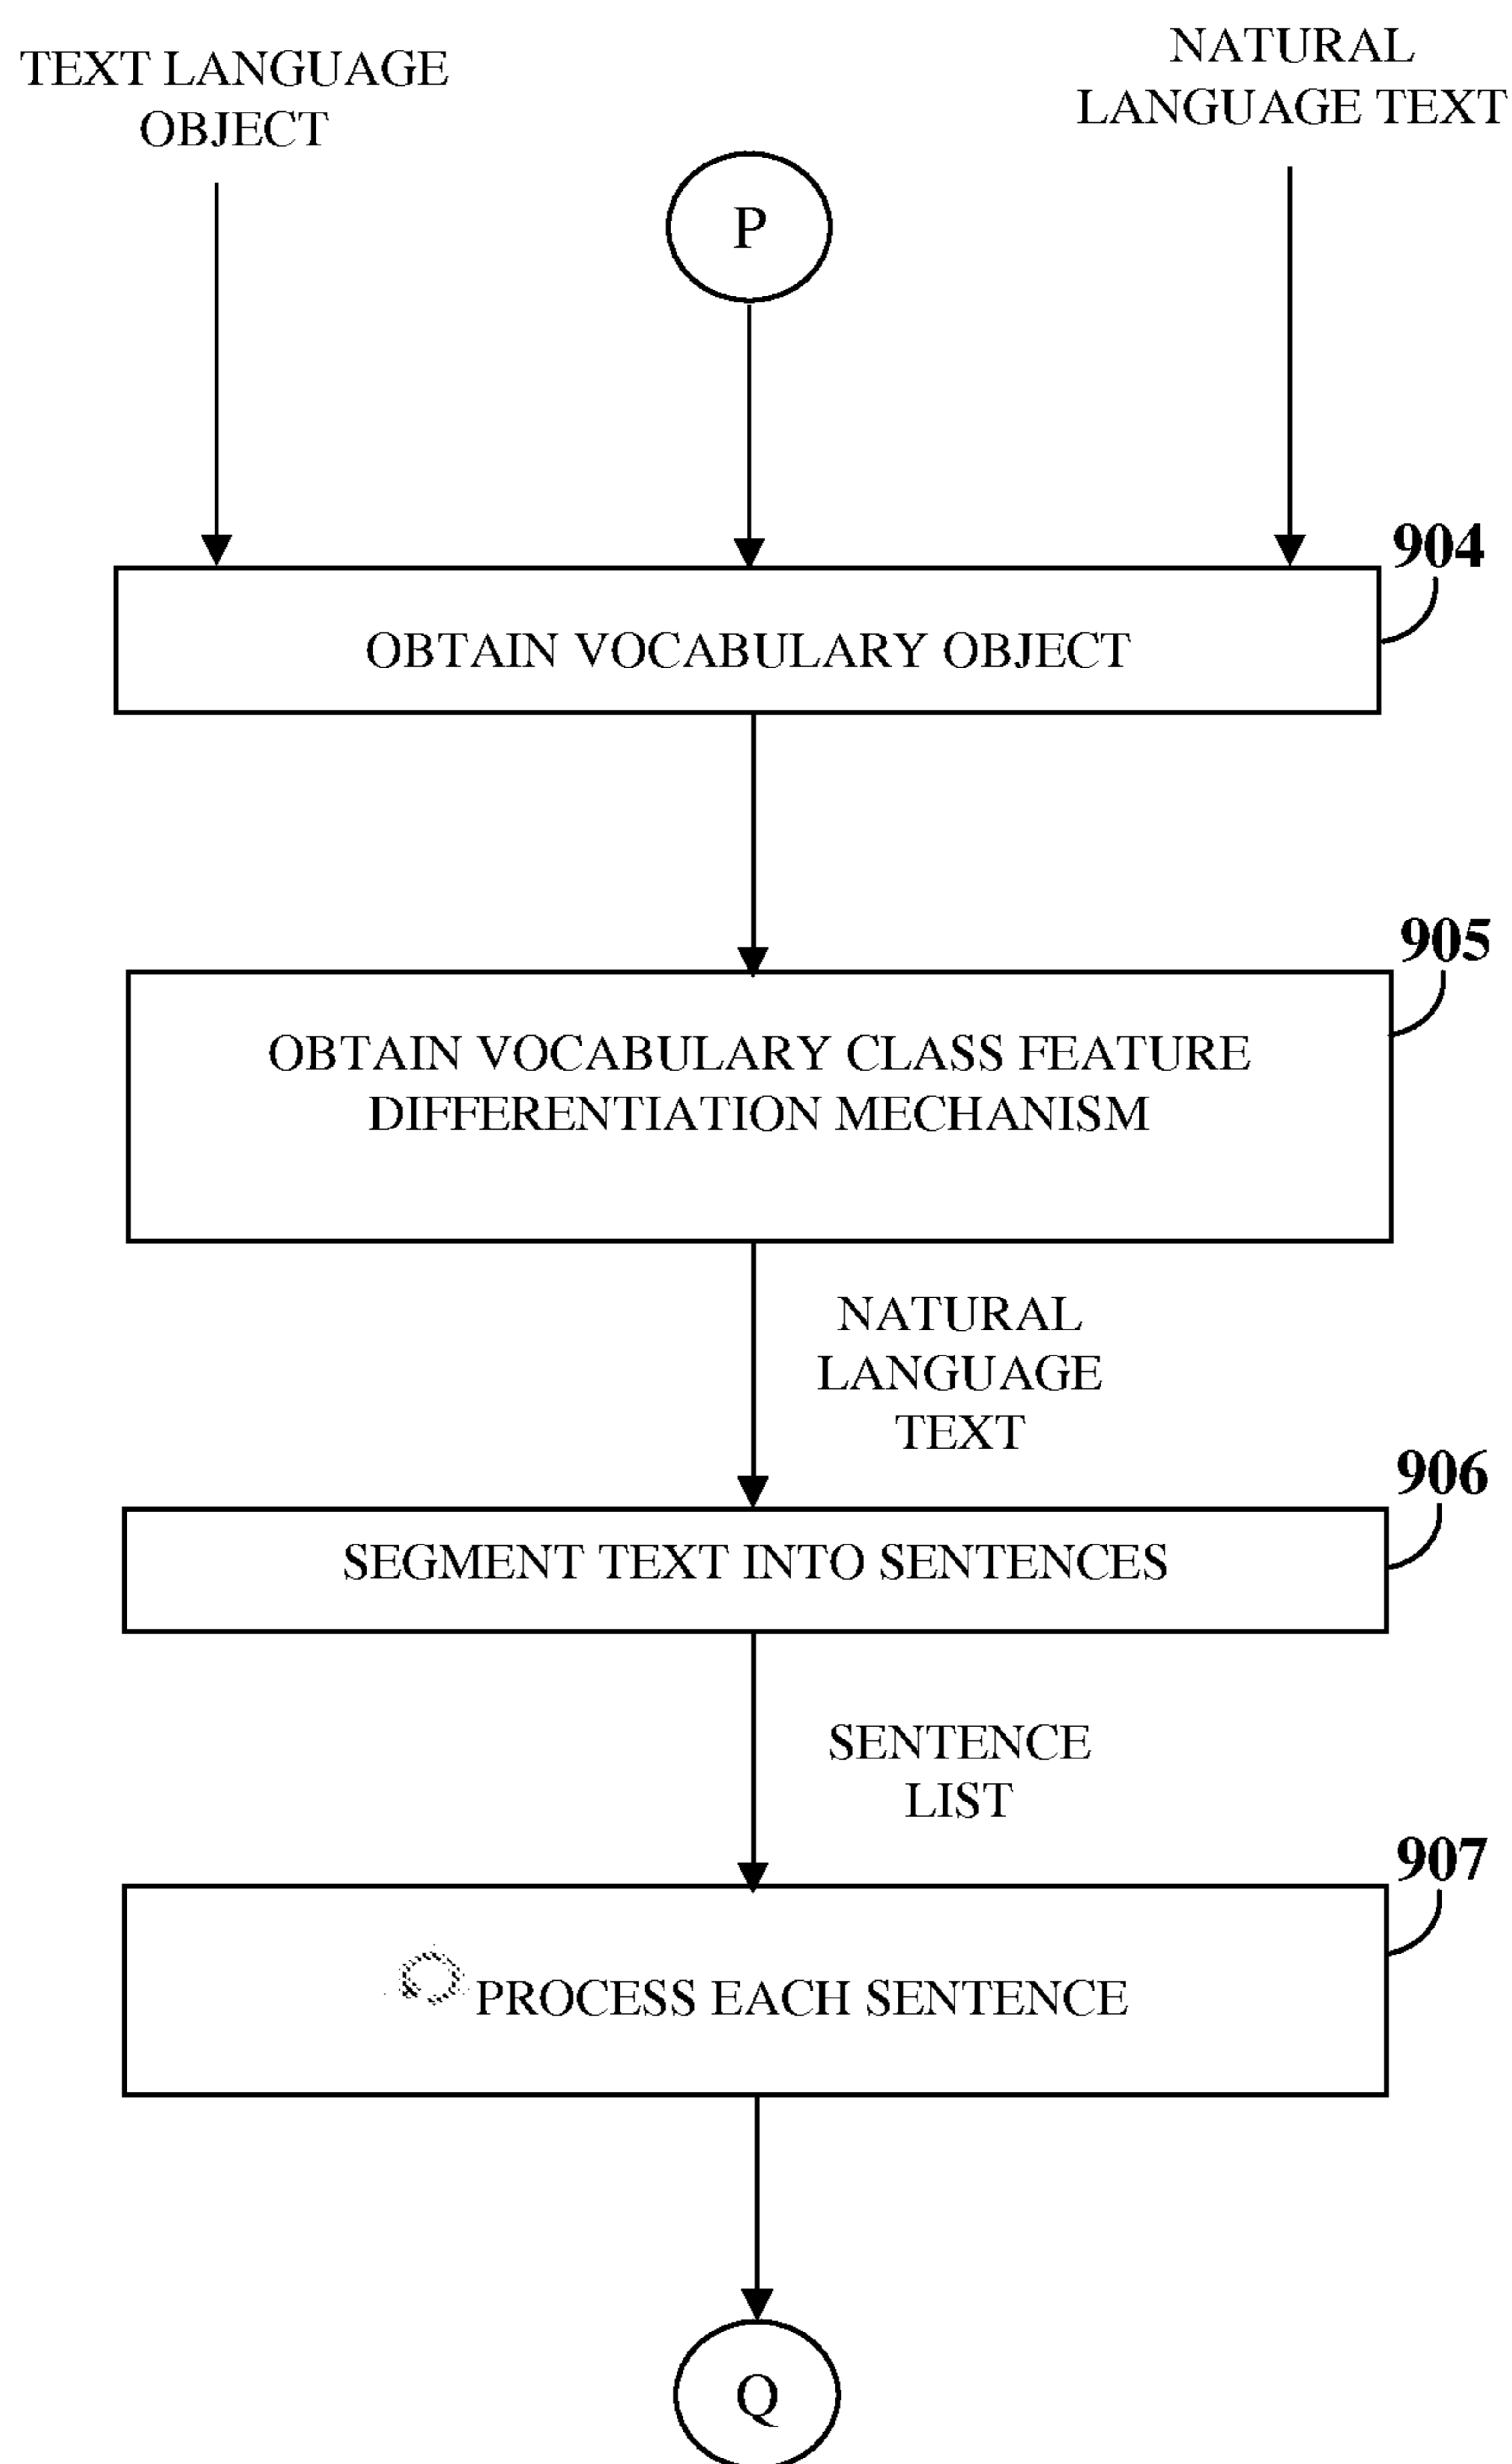 TEXT LANGUAGE
OBJECT
NATURAL
LANGUAGE TEXT
P
904
OBTAIN VOCABULARY OBJECT
905
OBTAIN VOCABULARY CLASS FEATURE
DIFFERENTIATION MECHANISM
NATURAL
LANGUAGE
TEXT
906
SEGMENT TEXT INTO SENTENCES
SENTENCE
LIST
907
PROCESS EACH SENTENCE
Q